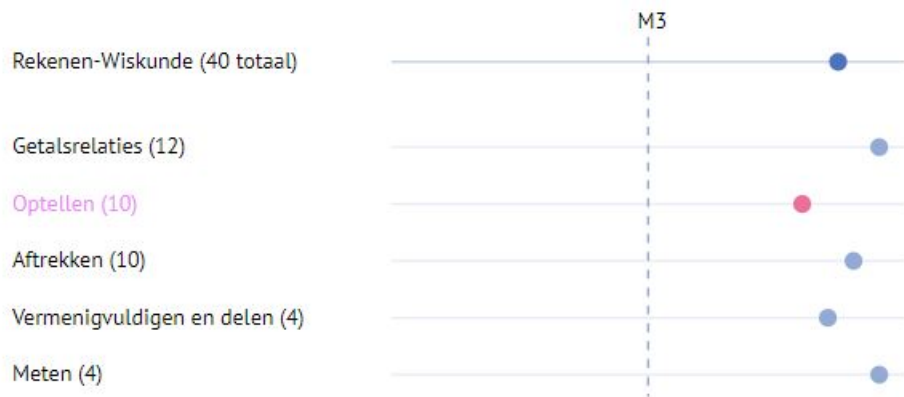 M3
Rekenen-Wiskunde (40 totaal)
Getalsrelaties (12)
Optellen (10)
Aftrekken (10)
Vermenigvuldigen en delen (4)
Meten (4)